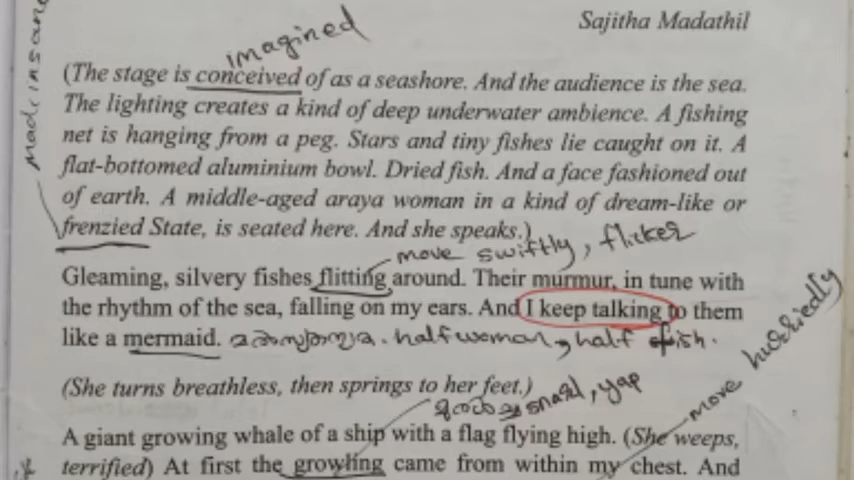 Sajitha Madathil
imagined
(The stage is conceived of as a seashore. And the audience is the sea.
The lighting creates a kind of deep underwater ambience. A fishing
net is hanging from a peg. Stars and tiny fishes lie caught on it. A
flat-bottomed aluminium bowl. Dried fish. And a face fashioned out
of earth. A middle-aged araya woman in a kind of dream-like or
frenzied State, is seated here. And she speaks.)
move swiftly, flicker
Gleaming, silvery fishes flitting around. Their murmur, in tune with
the rhythm of the sea, falling on my ears. And I keep talking to them
like a mermaid. half woman, half fish.
(She turns breathless, then springs to her feet.)
snarl, yap
move hurriedly
A giant growing whale of a ship with a flag flying high. (She weeps,
terrified) At first the growling came from within my chest. And